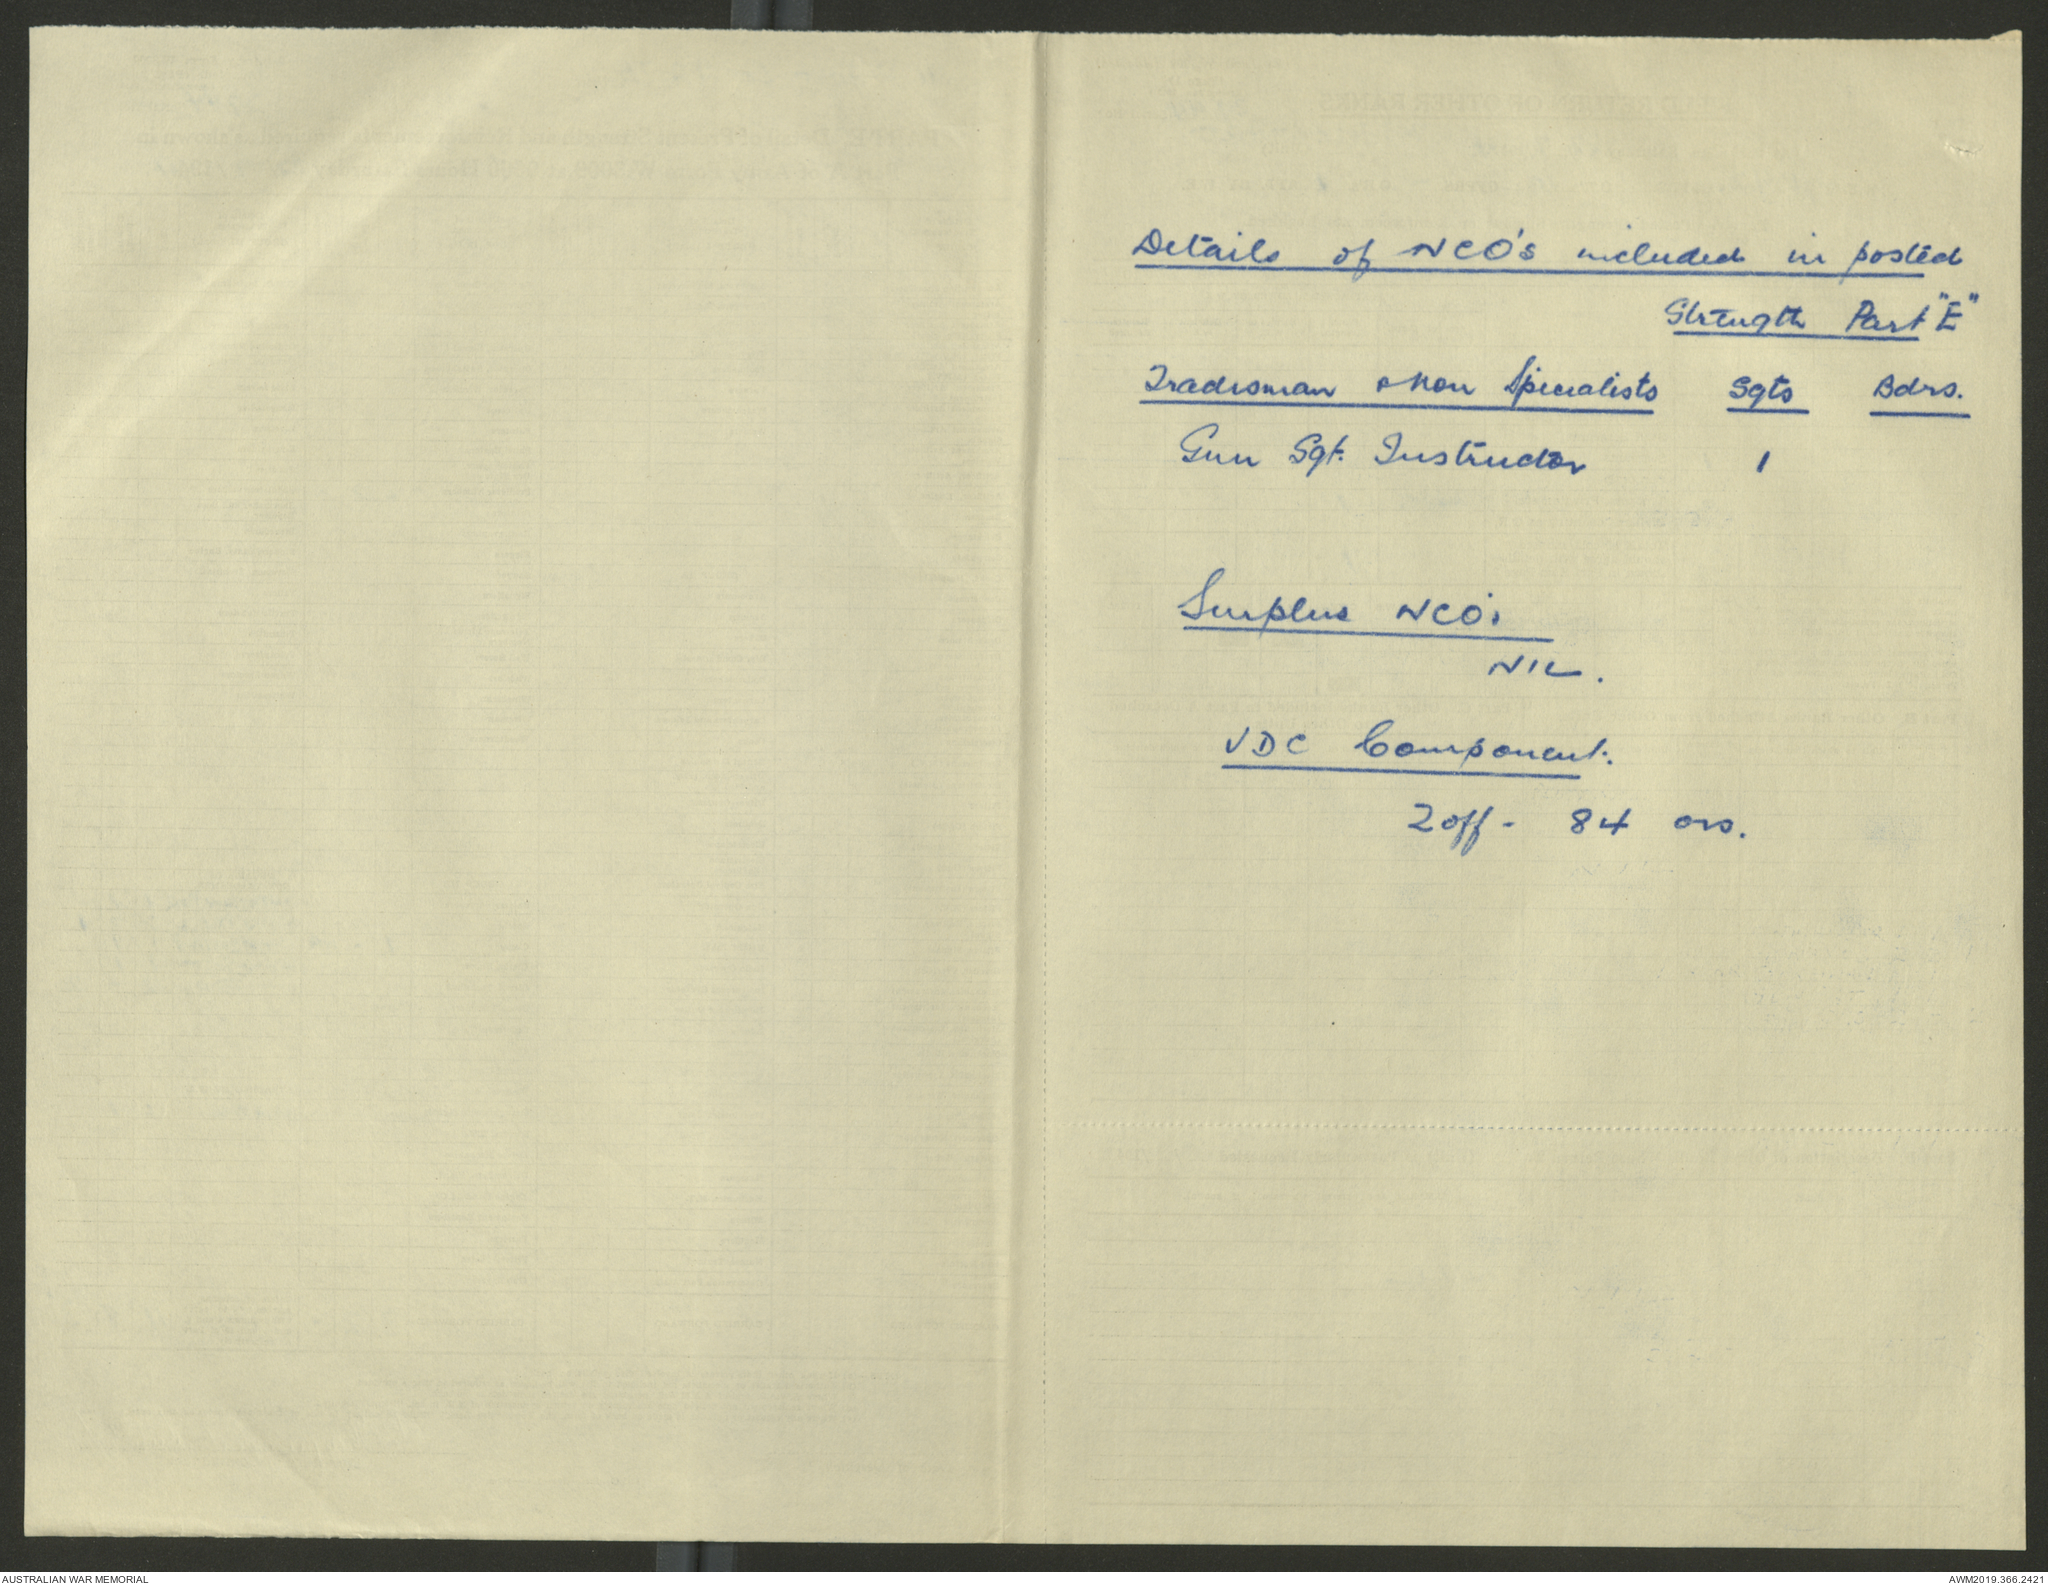 Details of NCO's included in posted
Strength Part "E"
Tradesman & Non Specialists Sgts Bdrs.
Gun Sgt. Instructor 1
Surplus NCO's
NIL.
VDC Component.
2 off - 84 ors.
AUSTRALIAN WAR MEMORIAL
AWM2019.366.2421